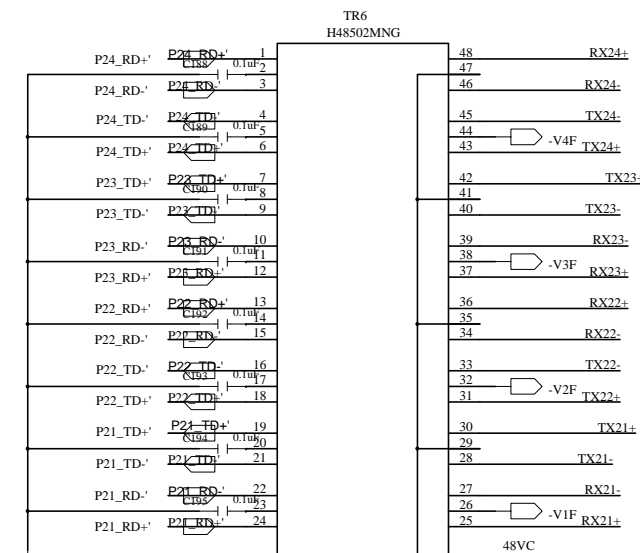 TR6
H48502MNG
P24_RD+' P24_RD+' 1 48 RX24+
C188 0.1uF 2 47
P24_RD-' P24_RD-' 3 46 RX24-
P24_TD-' P24_TD-' 4 45 TX24-
C189 0.1uF 5 44 -V4F
P24_TD+' P24_TD+' 6 43 TX24+
P23_TD+' P23_TD+' 7 42 TX23+
C190 0.1uF 8 41
P23_TD-' P23_TD-' 9 40 TX23-
P23_RD-' P23_RD-' 10 39 RX23-
C191 0.1uF 11 38 -V3F
P23_RD+' P23_RD+' 12 37 RX23+
P22_RD+' P22_RD+' 13 36 RX22+
C192 0.1uF 14 35
P22_RD-' P22_RD-' 15 34 RX22-
P22_TD-' P22_TD-' 16 33 TX22-
C193 0.1uF 17 32 -V2F
P22_TD+' P22_TD+' 18 31 TX22+
P21_TD+' P21_TD+' 19 30 TX21+
C194 0.1uF 20 29
P21_TD-' P21_TD-' 21 28 TX21-
P21_RD-' P21_RD-' 22 27 RX21-
C195 0.1uF 23 26 -V1F
P21_RD+' P21_RD+' 24 25 RX21+
48VC